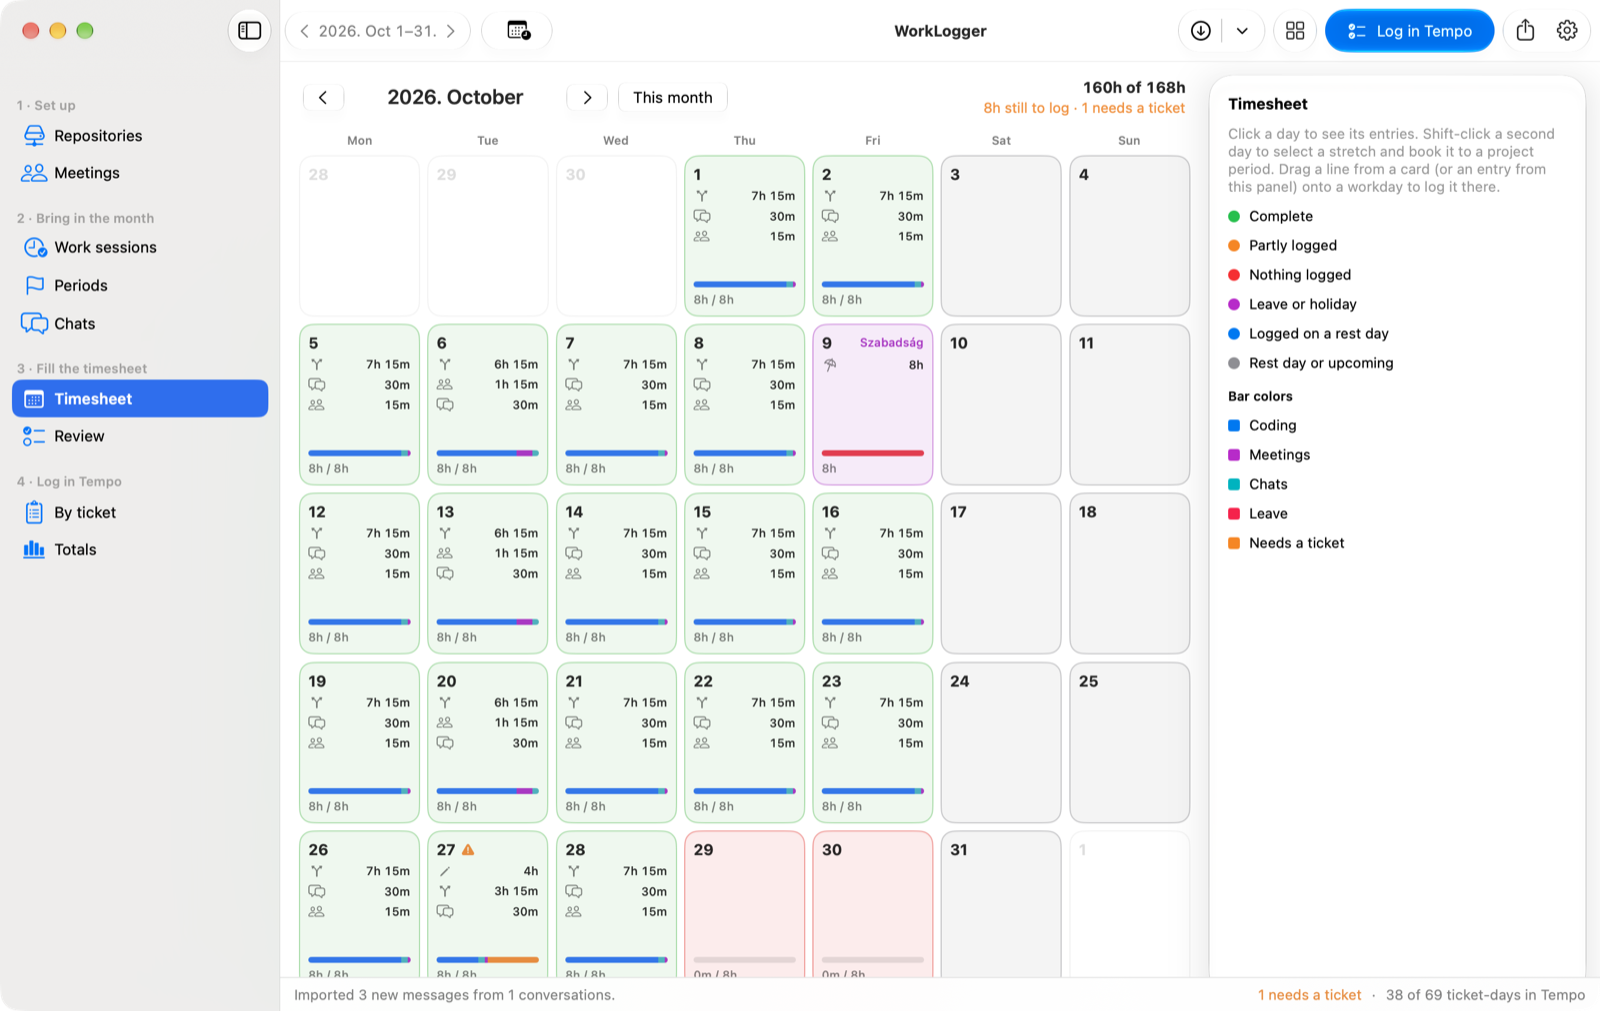 2026. Oct 1–31.
WorkLogger
Log in Tempo
1 · Set up
Repositories
Meetings
2 · Bring in the month
Work sessions
Periods
Chats
3 · Fill the timesheet
Timesheet
Review
4 · Log in Tempo
By ticket
Totals
2026. October
This month
160h of 168h
8h still to log · 1 needs a ticket
Mon Tue Wed Thu Fri Sat Sun
28
29
30
1
7h 15m
30m
15m
8h / 8h
2
7h 15m
30m
15m
8h / 8h
3
4
5
7h 15m
30m
15m
8h / 8h
6
6h 15m
1h 15m
30m
8h / 8h
7
7h 15m
30m
15m
8h / 8h
8
7h 15m
30m
15m
8h / 8h
9 Szabadság
8h
8h
10
11
12
7h 15m
30m
15m
8h / 8h
13
6h 15m
1h 15m
30m
8h / 8h
14
7h 15m
30m
15m
8h / 8h
15
7h 15m
30m
15m
8h / 8h
16
7h 15m
30m
15m
8h / 8h
17
18
19
7h 15m
30m
15m
8h / 8h
20
6h 15m
1h 15m
30m
8h / 8h
21
7h 15m
30m
15m
8h / 8h
22
7h 15m
30m
15m
8h / 8h
23
7h 15m
30m
15m
8h / 8h
24
25
26
7h 15m
30m
15m
8h / 8h
27
4h
3h 15m
30m
8h / 8h
28
7h 15m
30m
15m
8h / 8h
29
0m / 8h
30
0m / 8h
31
1
Timesheet
Click a day to see its entries. Shift-click a second
day to select a stretch and book it to a project
period. Drag a line from a card (or an entry from
this panel) onto a workday to log it there.
Complete
Partly logged
Nothing logged
Leave or holiday
Logged on a rest day
Rest day or upcoming
Bar colors
Coding
Meetings
Chats
Leave
Needs a ticket
Imported 3 new messages from 1 conversations.
1 needs a ticket · 38 of 69 ticket-days in Tempo